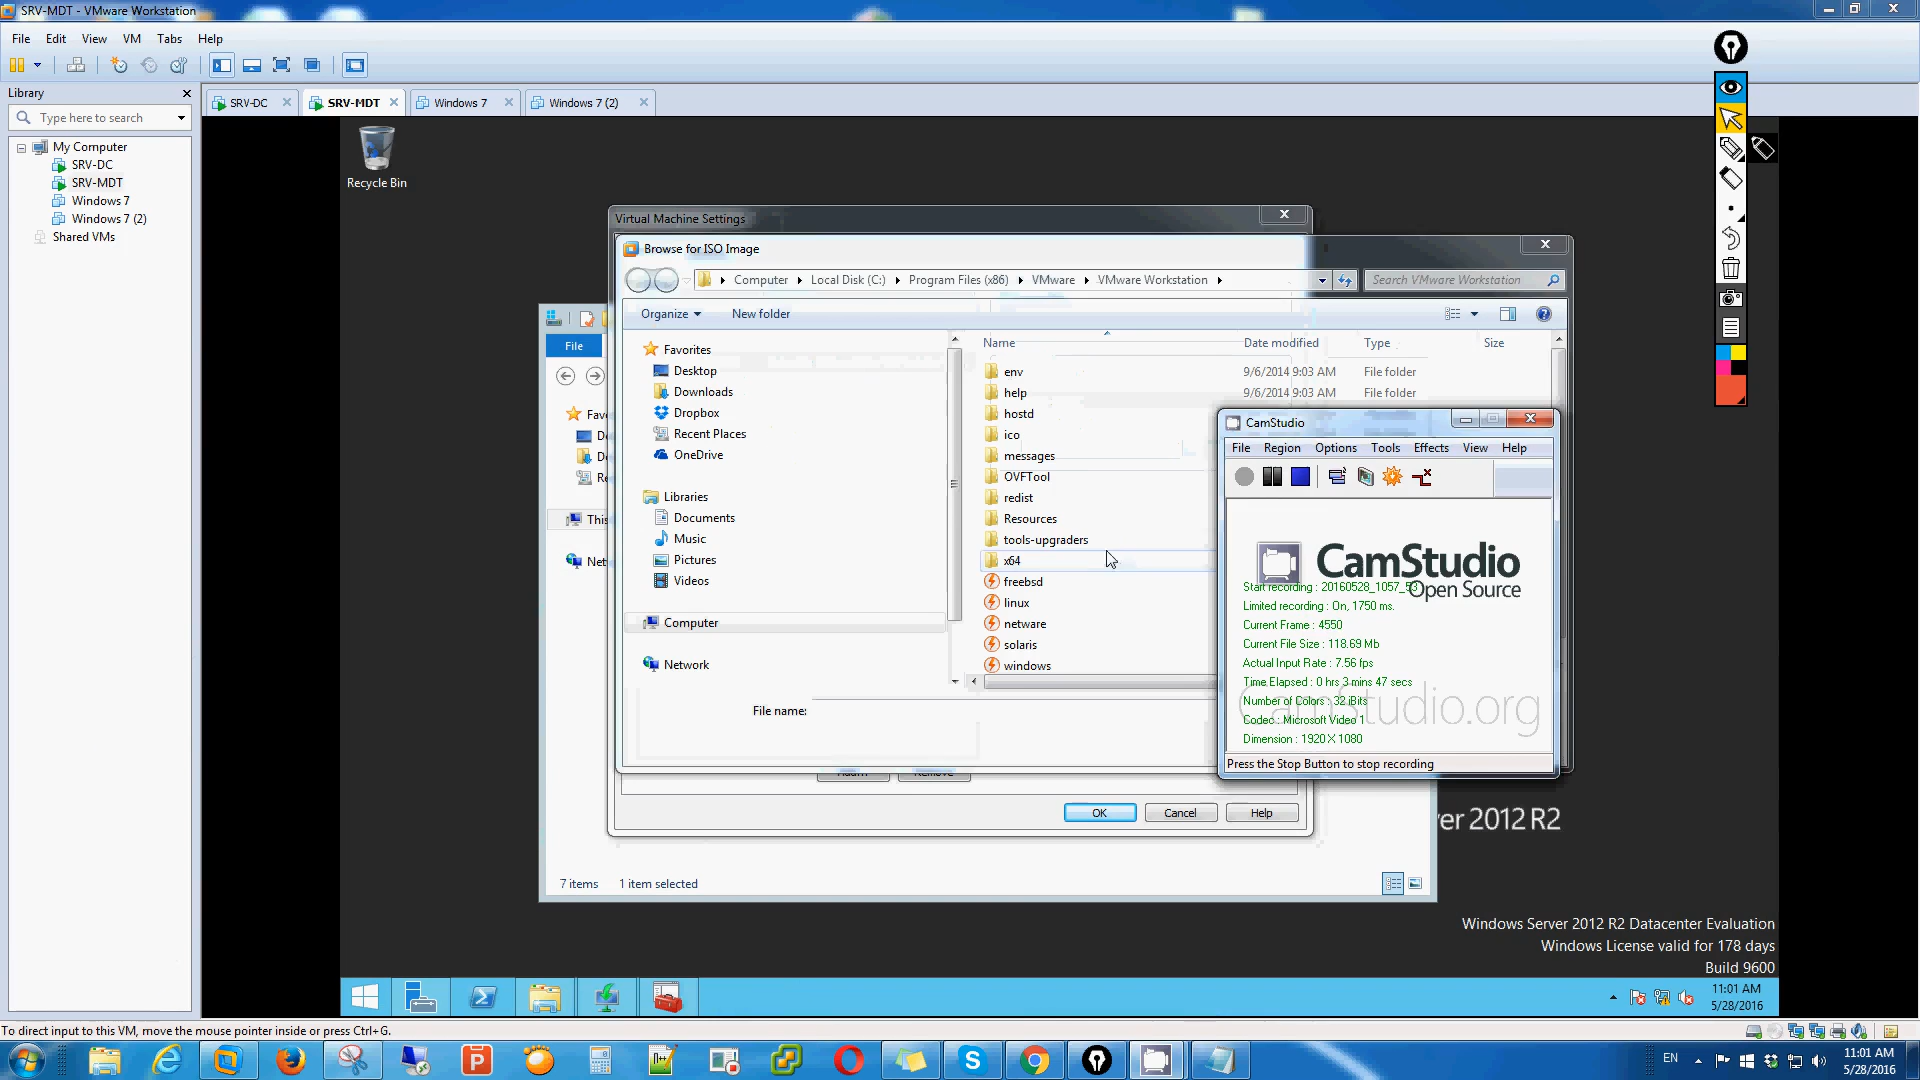 SRV-MDT - VMware Workstation
File Edit View VM Tabs Help
Library
Type here to search
My Computer
SRV-DC
SRV-MDT
Windows 7
Windows 7 (2)
Shared VMs
SRV-DC SRV-MDT Windows 7 Windows 7 (2)
Recycle Bin
Virtual Machine Settings
Browse for ISO Image
Computer Local Disk (C:) Program Files (x86) VMware VMware Workstation
Search VMware Workstation
Organize New folder
File
Favorites
Desktop
Downloads
Dropbox
Recent Places
OneDrive
Libraries
Documents
Music
Pictures
Videos
Computer
Network
Name Date modified Type Size
env 9/6/2014 9:03 AM File folder
help 9/6/2014 9:03 AM File folder
hostd
ico
messages
OVFTool
redist
Resources
tools-upgraders
x64
freebsd
linux
netware
solaris
windows
File name:
OK Cancel Help
7 items 1 item selected
CamStudio
File Region Options Tools Effects View Help
CamStudio
Open Source
Start recording : 20160528_1057_53
Limited recording : On, 1750 ms.
Current Frame : 4550
Current File Size : 118.69 Mb
Actual Input Rate : 7.56 fps
Time Elapsed : 0 hrs 3 mins 47 secs
Number of Colors : 32 iBits
Codec : Microsoft Video 1
Dimension : 1920 X 1080
CamStudio.org
Press the Stop Button to stop recording
er 2012 R2
Windows Server 2012 R2 Datacenter Evaluation
Windows License valid for 178 days
Build 9600
11:01 AM
5/28/2016
To direct input to this VM, move the mouse pointer inside or press Ctrl+G.
EN
11:01 AM
5/28/2016